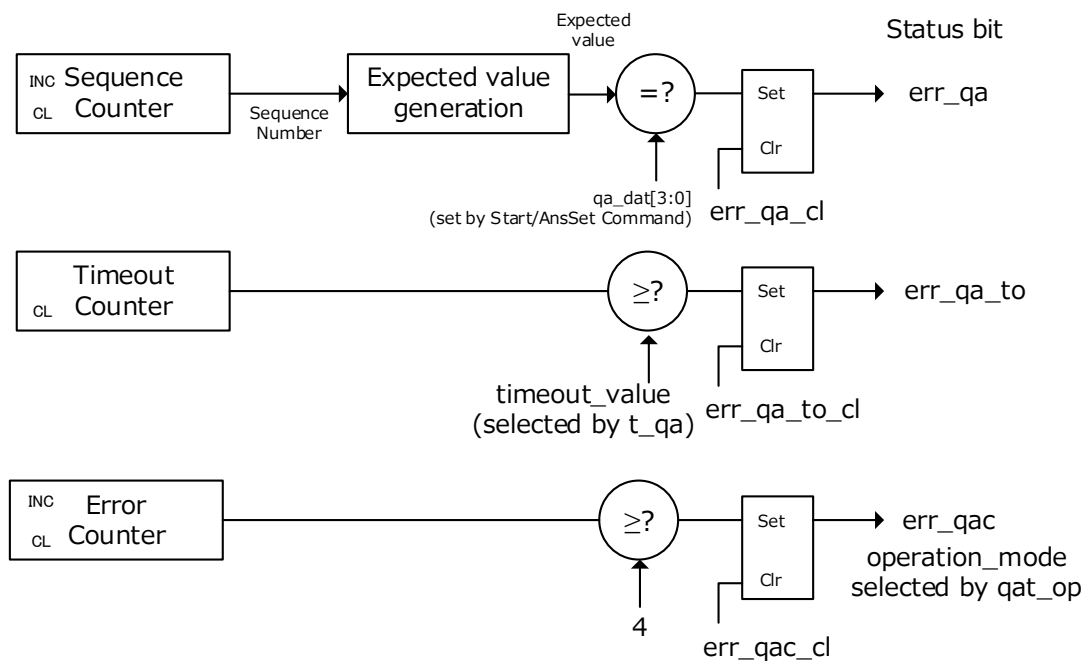 Expected
value
Status bit
INC Sequence
CL Counter
Sequence
Number
Expected value
generation
=?
qa_dat[3:0]
(set by Start/AnsSet Command)
Set
Clr
err_qa_cl
err_qa
Timeout
CL Counter
≥?
timeout_value
(selected by t_qa)
Set
Clr
err_qa_to_cl
err_qa_to
INC Error
CL Counter
≥?
4
Set
Clr
err_qac_cl
err_qac
operation_mode
selected by qat_op